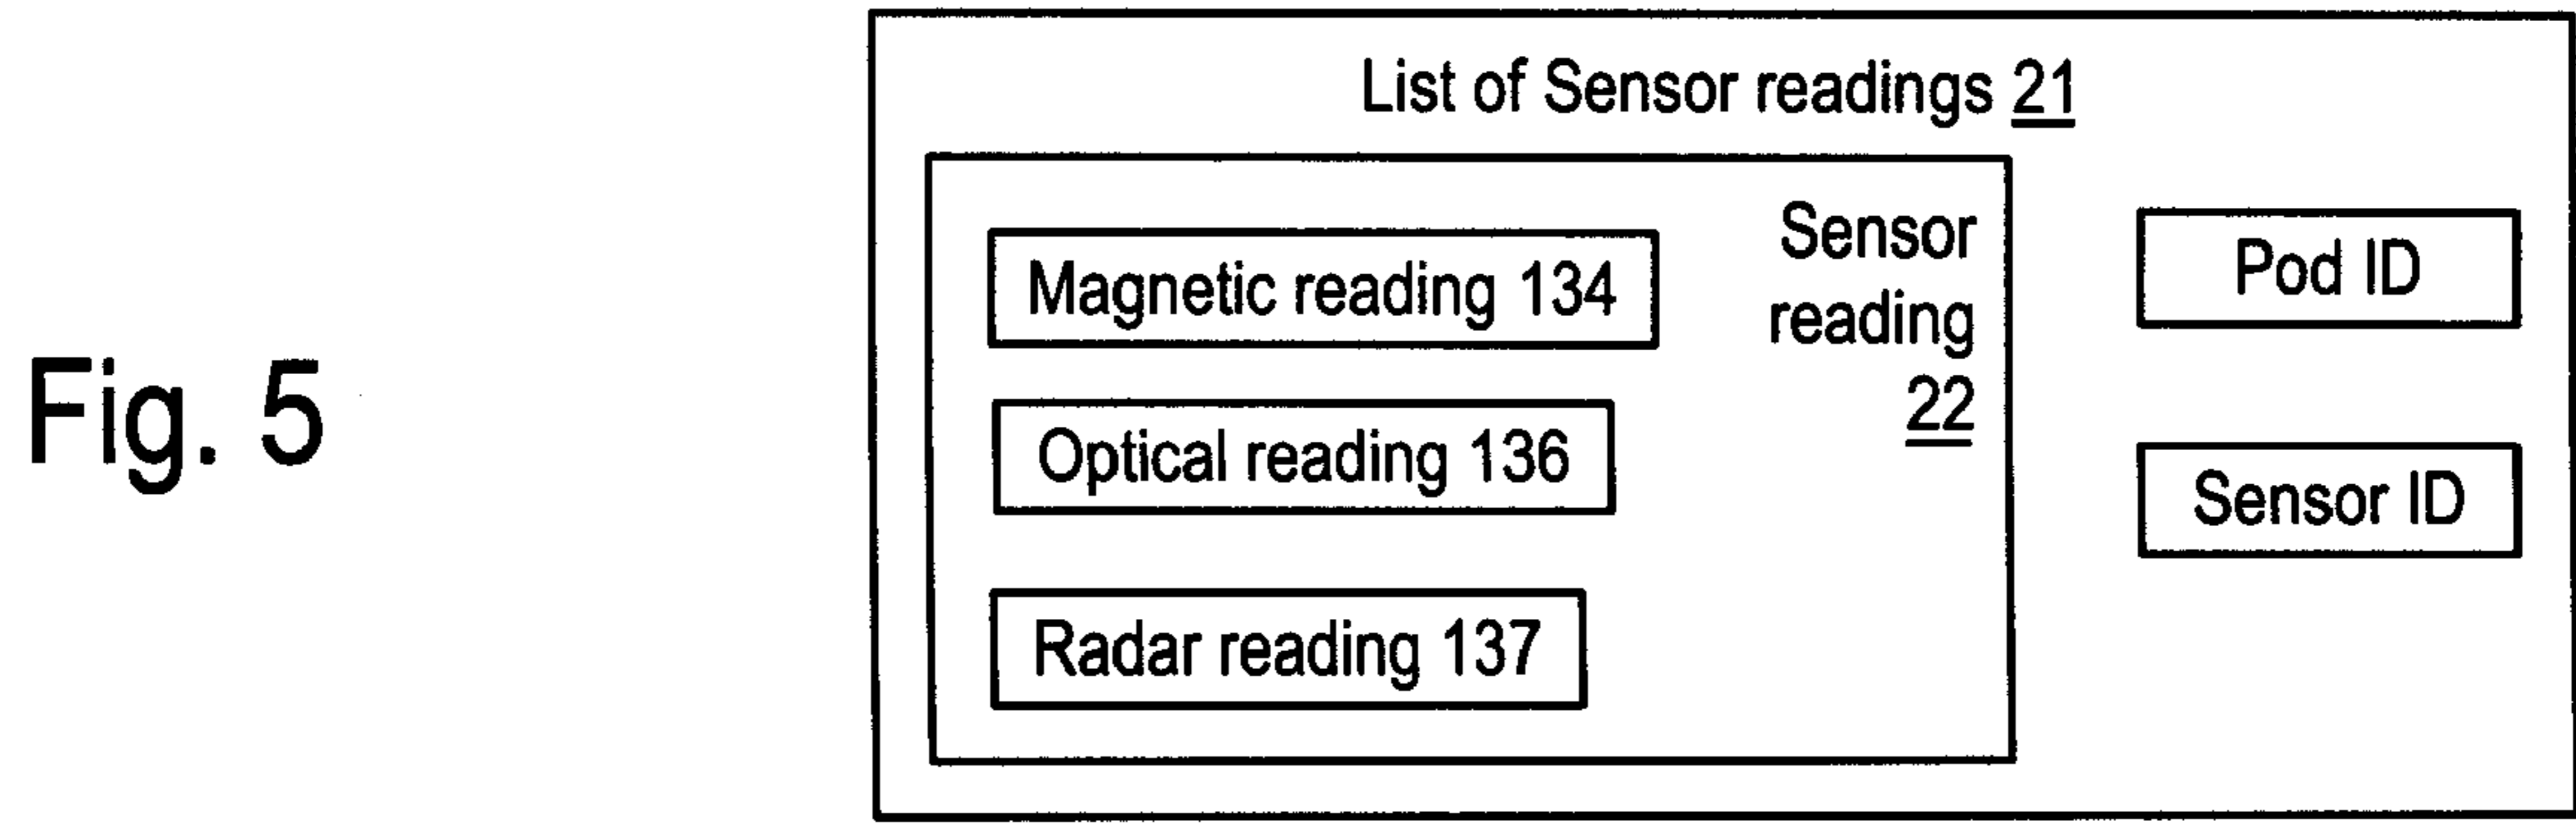 Fig. 5
List of Sensor readings 21
Magnetic reading 134
Optical reading 136
Radar reading 137
Sensor
reading
22
Pod ID
Sensor ID